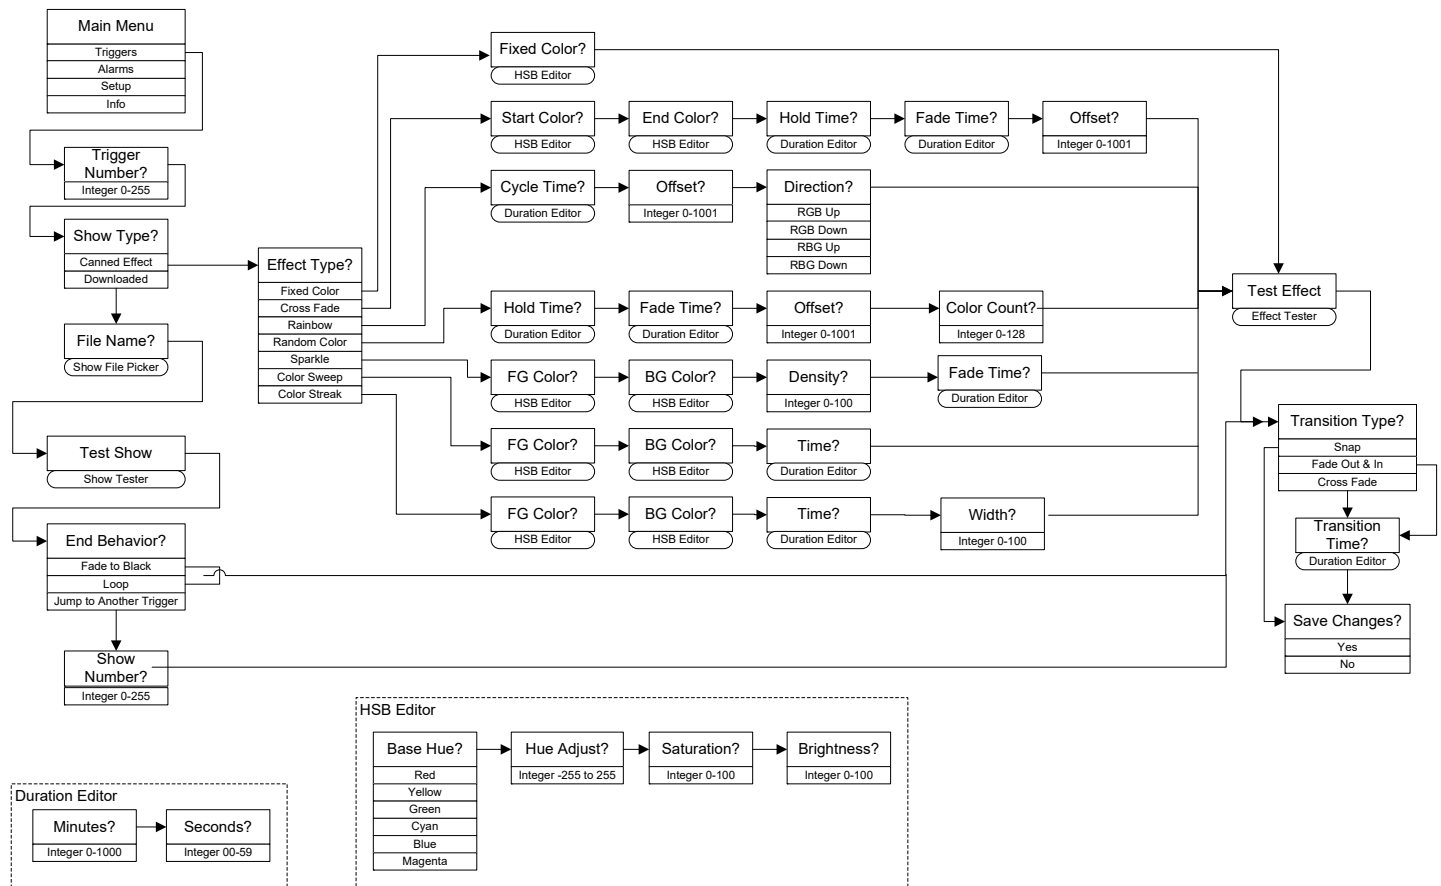 Main Menu
Triggers
Alarms
Setup
Info
Trigger
Number?
Integer 0-255
Show Type?
Canned Effect
Downloaded
File Name?
Show File Picker
Test Show
Show Tester
End Behavior?
Fade to Black
Loop
Jump to Another Trigger
Show
Number?
Integer 0-255
Effect Type?
Fixed Color
Cross Fade
Rainbow
Random Color
Sparkle
Color Sweep
Color Streak
Fixed Color?
HSB Editor
Start Color?
HSB Editor
End Color?
HSB Editor
Hold Time?
Duration Editor
Fade Time?
Duration Editor
Offset?
Integer 0-1001
Cycle Time?
Duration Editor
Offset?
Integer 0-1001
Direction?
RGB Up
RGB Down
RBG Up
RBG Down
Hold Time?
Duration Editor
Fade Time?
Duration Editor
Offset?
Integer 0-1001
Color Count?
Integer 0-128
FG Color?
HSB Editor
BG Color?
HSB Editor
Density?
Integer 0-100
Fade Time?
Duration Editor
FG Color?
HSB Editor
BG Color?
HSB Editor
Time?
Duration Editor
FG Color?
HSB Editor
BG Color?
HSB Editor
Time?
Duration Editor
Width?
Integer 0-100
Test Effect
Effect Tester
Transition Type?
Snap
Fade Out & In
Cross Fade
Transition
Time?
Duration Editor
Save Changes?
Yes
No
HSB Editor
Base Hue?
Red
Yellow
Green
Cyan
Blue
Magenta
Hue Adjust?
Integer -255 to 255
Saturation?
Integer 0-100
Brightness?
Integer 0-100
Duration Editor
Minutes?
Integer 0-1000
Seconds?
Integer 00-59